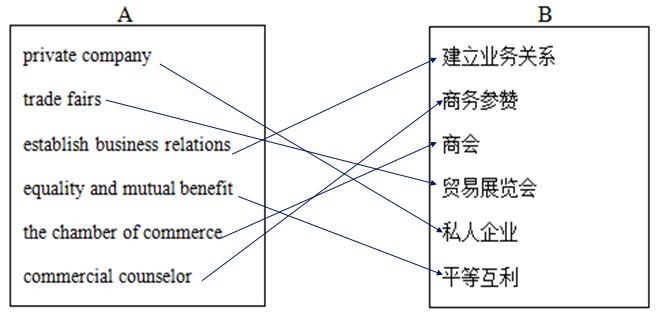 A
private company
trade fairs
establish business relations
equality and mutual benefit
the chamber of commerce
commercial counselor
B
建立业务关系
商务参赞
商会
贸易展览会
私人企业
平等互利